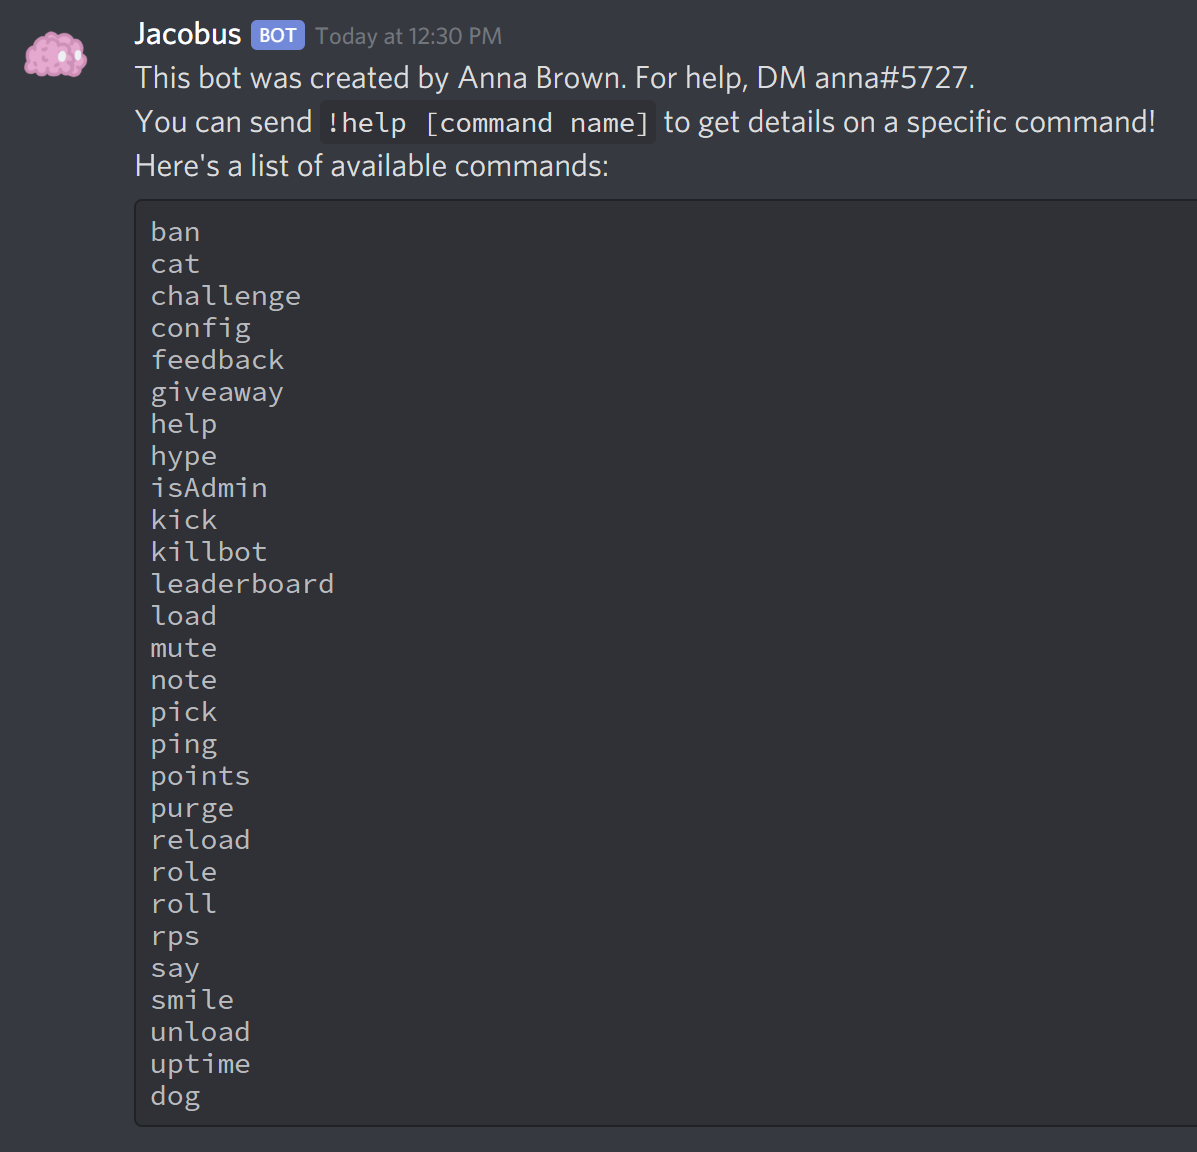 Jacobus BOT Today at 12:30 PM
This bot was created by Anna Brown. For help, DM anna#5727.
You can send !help [command name] to get details on a specific command!
Here's a list of available commands:
ban
cat
challenge
config
feedback
giveaway
help
hype
isAdmin
kick
killbot
leaderboard
load
mute
note
pick
ping
points
purge
reload
role
roll
rps
say
smile
unload
uptime
dog